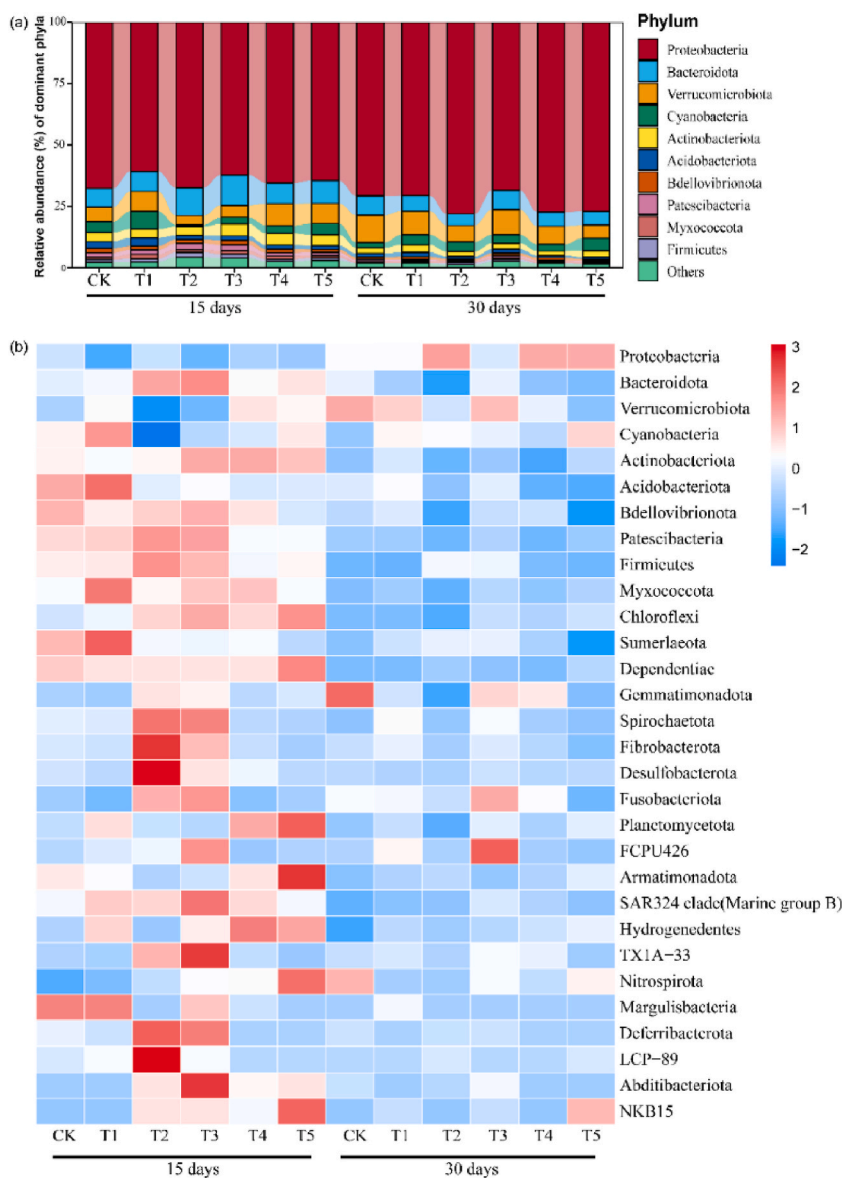 (a)
Relative abundance (%) of dominant phyla
100
75
50
25
0
CK T1 T2 T3 T4 T5 CK T1 T2 T3 T4 T5
15 days 30 days
Phylum
Proteobacteria
Bacteroidota
Verrucomicrobiota
Cyanobacteria
Actinobacteriota
Acidobacteriota
Bdellovibrionota
Patescibacteria
Myxococcota
Firmicutes
Others
(b)
Proteobacteria
Bacteroidota
Verrucomicrobiota
Cyanobacteria
Actinobacteriota
Acidobacteriota
Bdellovibrionota
Patescibacteria
Firmicutes
Myxococcota
Chloroflexi
Sumerlaeota
Dependentiae
Gemmatimonadota
Spirochaetota
Fibrobacterota
Desulfobacterota
Fusobacteriota
Planctomycetota
FCPU426
Armatimonadota
SAR324 clade(Marine group B)
Hydrogenedentes
TX1A−33
Nitrospirota
Margulisbacteria
Deferribacterota
LCP−89
Abditibacteriota
NKB15
3
2
1
0
−1
−2
CK T1 T2 T3 T4 T5 CK T1 T2 T3 T4 T5
15 days 30 days